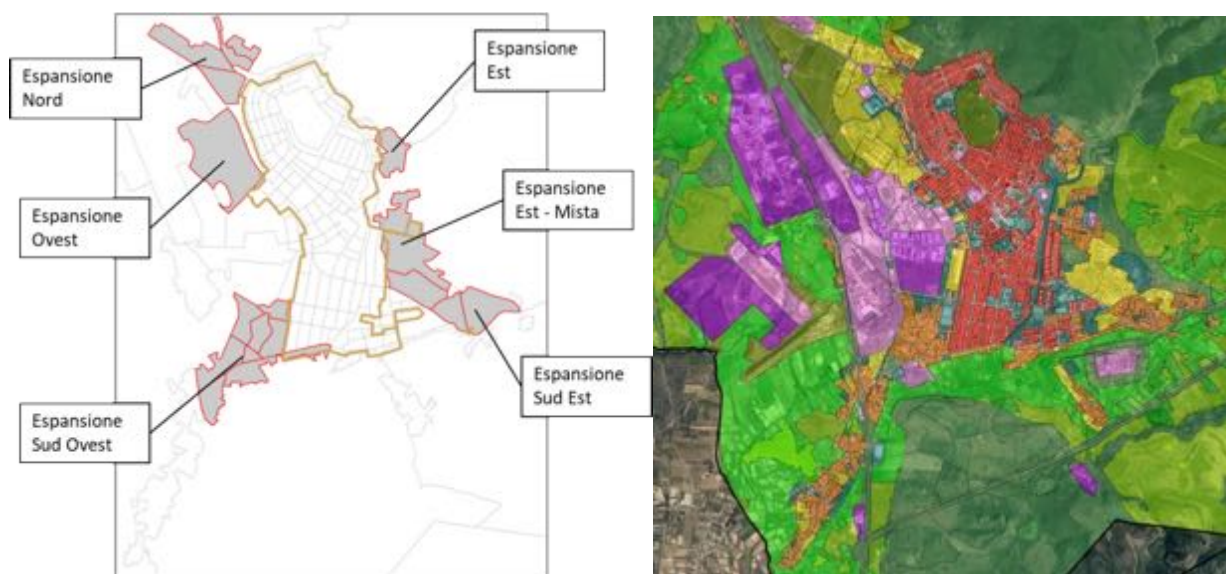 Espansione
Nord
Espansione
Est
Espansione
Est - Mista
Espansione
Ovest
Espansione
Sud Est
Espansione
Sud Ovest